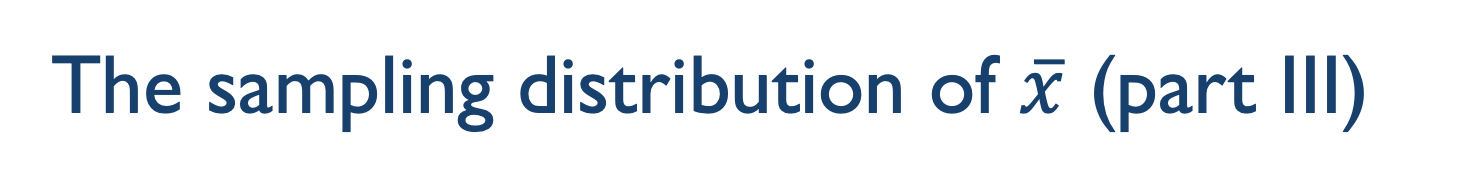 The sampling distribution of x̄ (part III)